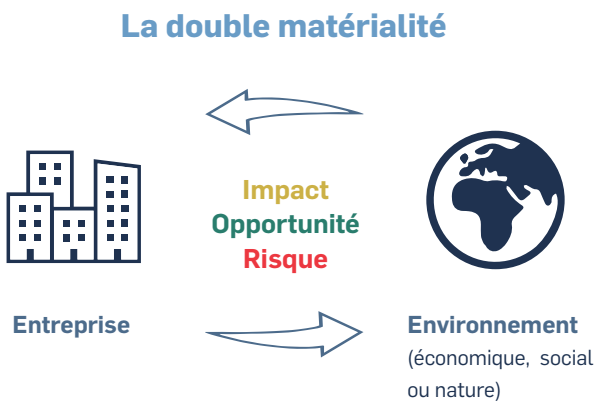 La double matérialité
Impact
Opportunité
Risque
Entreprise
Environnement
(économique, social
ou nature)